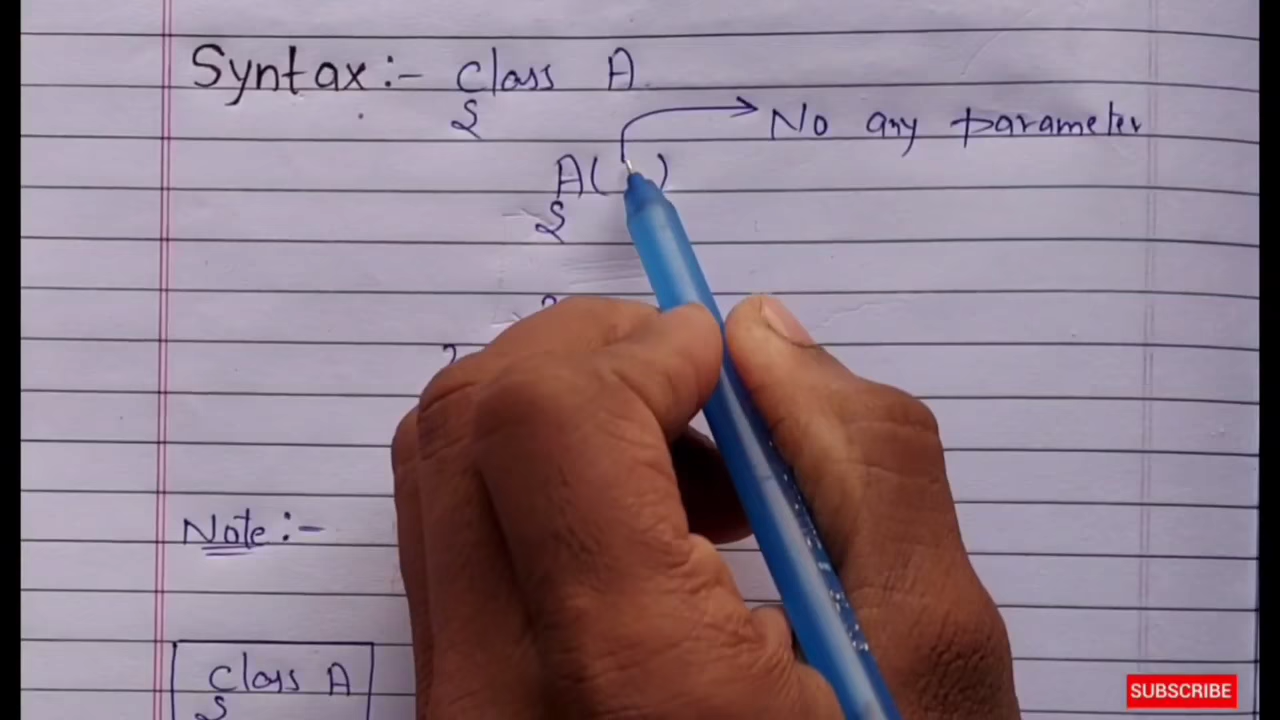 Syntax :- class A
{
No any parameter
A( )
{
}
}
Note :-
class A
{
SUBSCRIBE